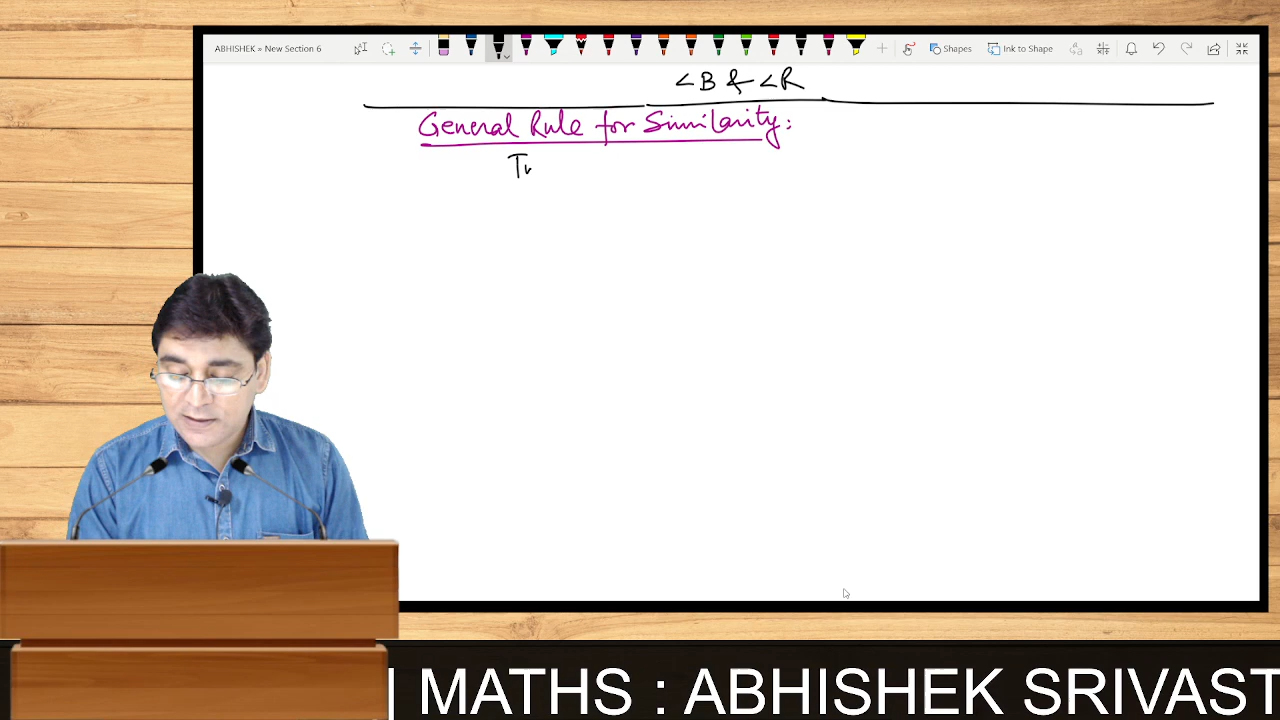 ABHISHEK » New Section 6
Shapes
Ink to Shape
∠B & ∠R
General Rule for Similarity:
MATHS : ABHISHEK SRIVAST